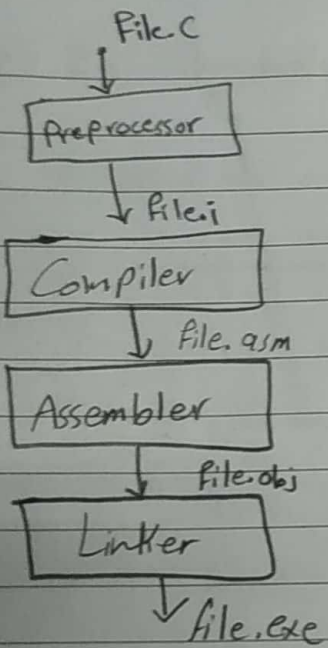 File.C
Preprocessor
File.i
Compiler
file.asm
Assembler
file.obj
Linker
file.exe